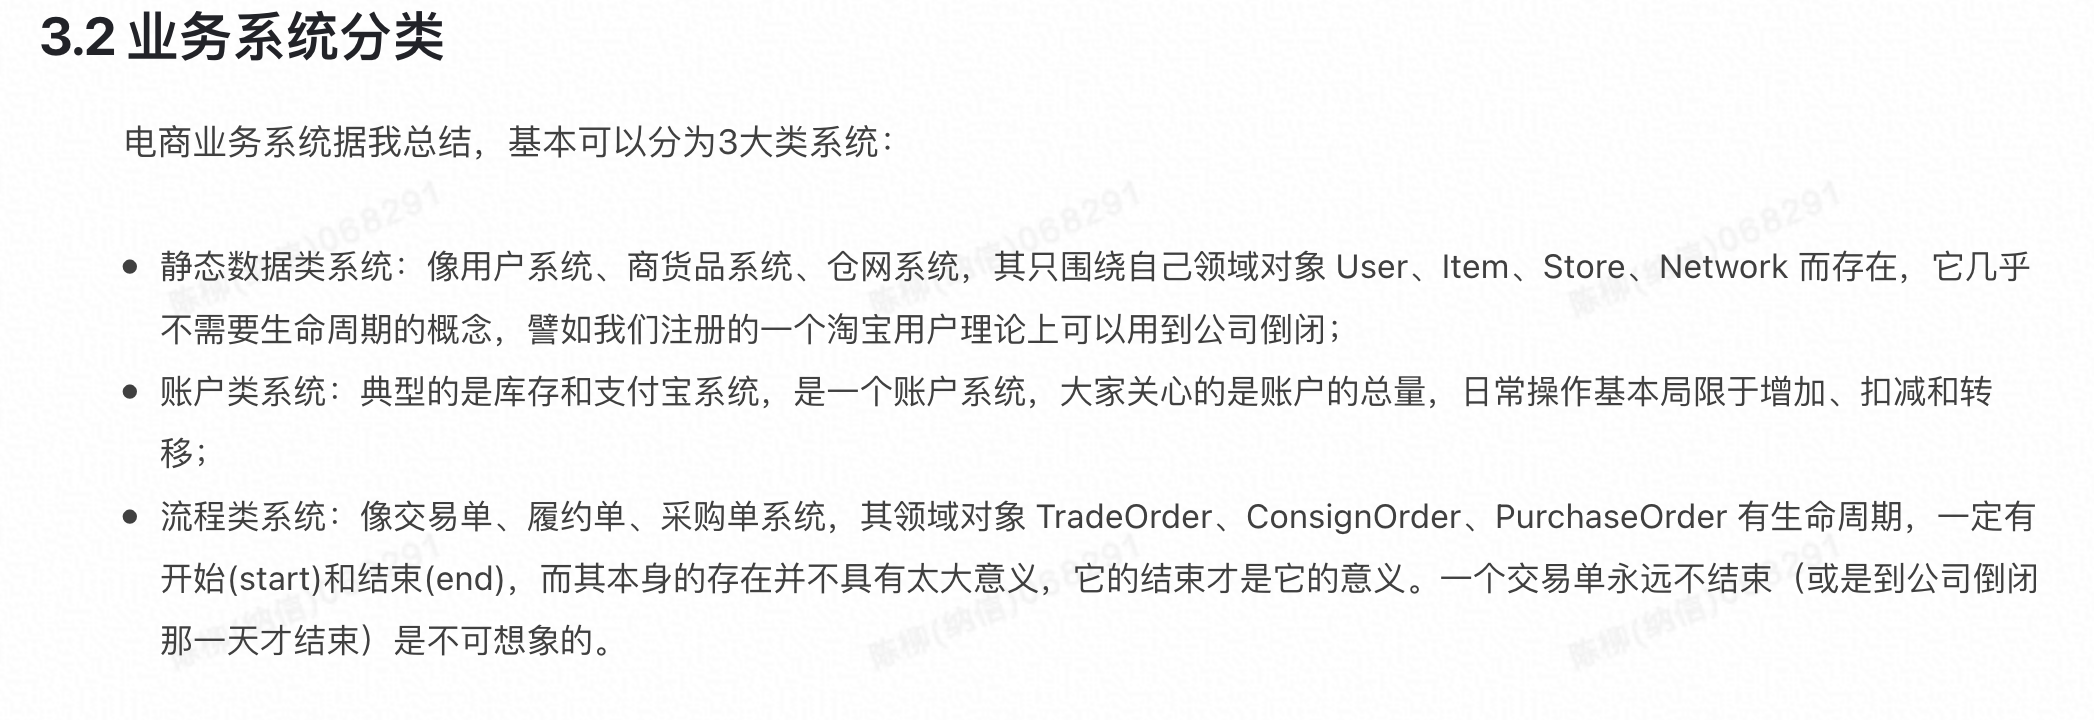 3.2 业务系统分类
电商业务系统据我总结，基本可以分为3大类系统：
静态数据类系统：像用户系统、商货品系统、仓网系统，其只围绕自己领域对象 User、Item、Store、Network 而存在，它几乎
不需要生命周期的概念，譬如我们注册的一个淘宝用户理论上可以用到公司倒闭；
账户类系统：典型的是库存和支付宝系统，是一个账户系统，大家关心的是账户的总量，日常操作基本局限于增加、扣减和转
移；
流程类系统：像交易单、履约单、采购单系统，其领域对象 TradeOrder、ConsignOrder、PurchaseOrder 有生命周期，一定有
开始(start)和结束(end)，而其本身的存在并不具有太大意义，它的结束才是它的意义。一个交易单永远不结束（或是到公司倒闭
那一天才结束）是不可想象的。
陈柳(纳信)068291
陈柳(纳信)068291
陈柳(纳信)068291
陈柳(纳信)068291
陈柳(纳信)068291
陈柳(纳信)068291